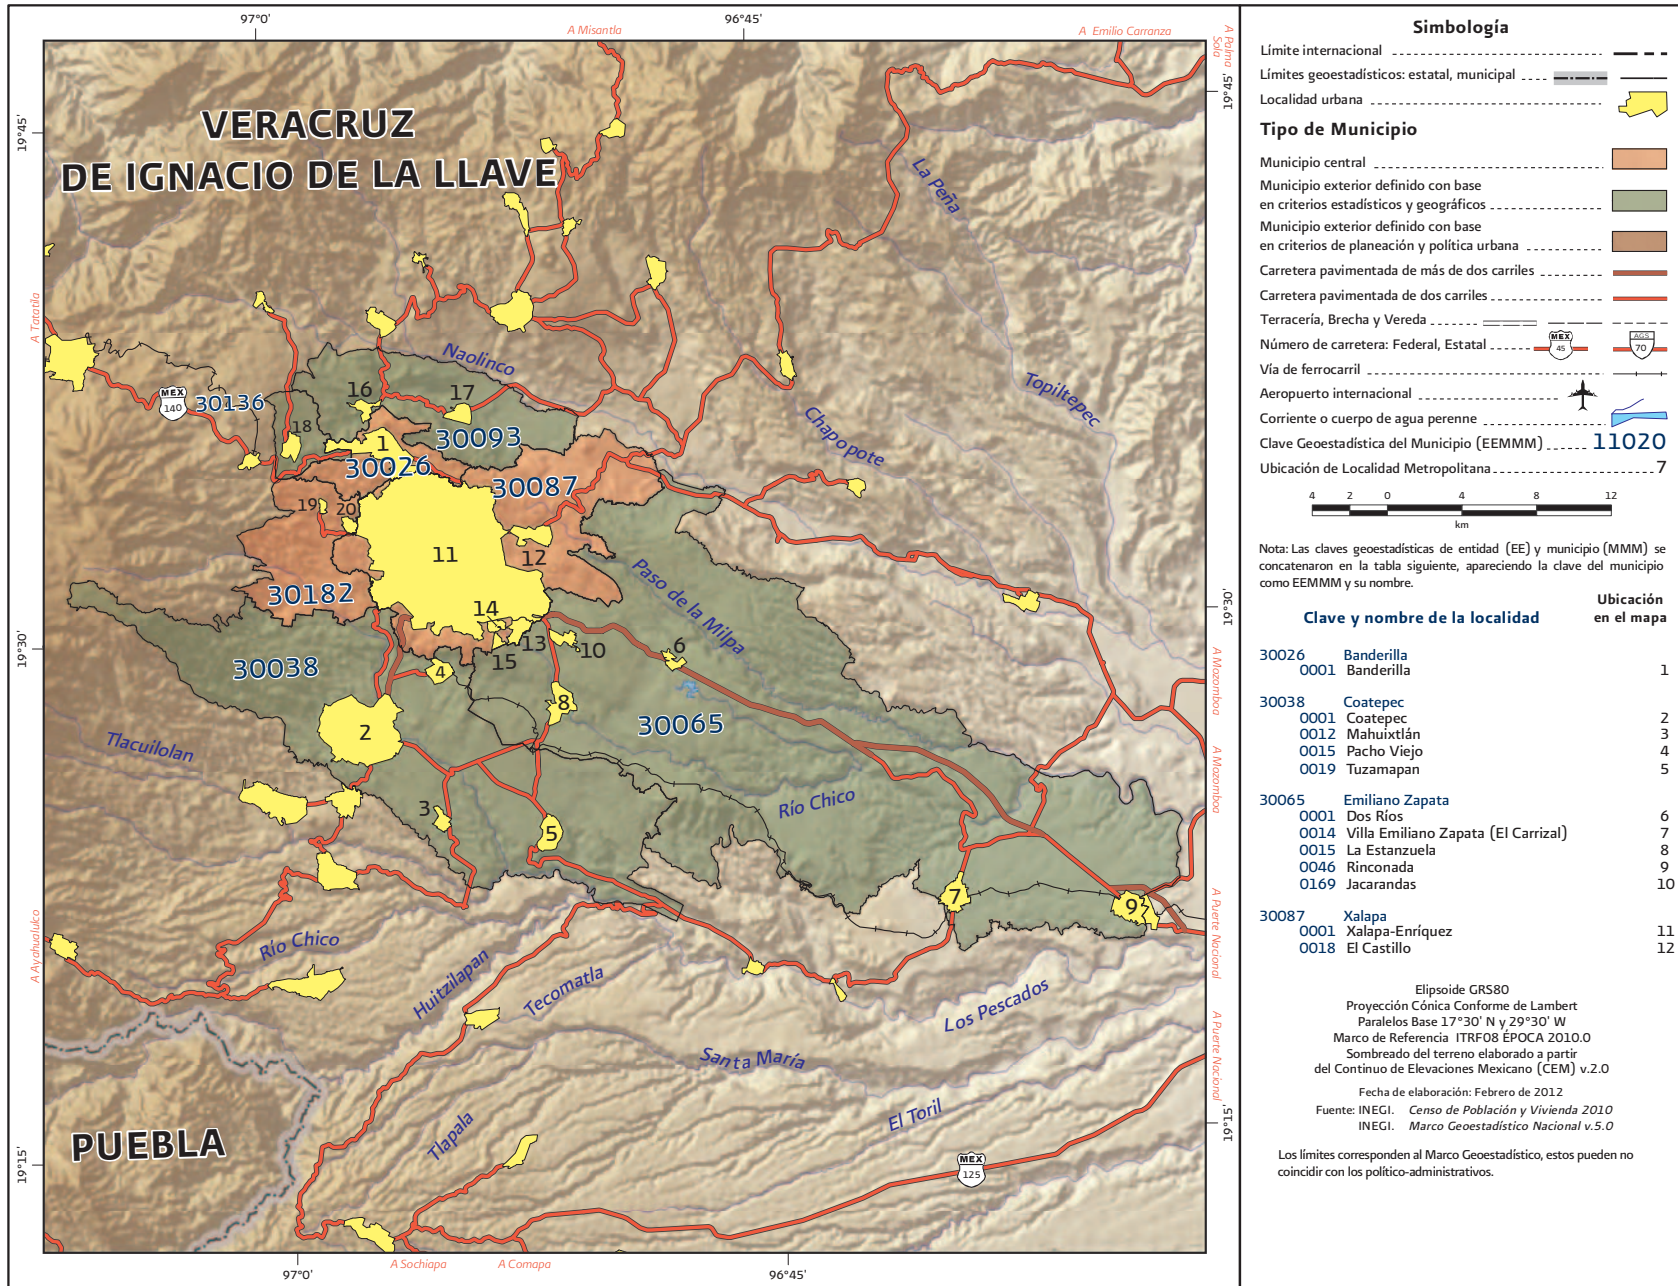 97°0'
96°45'
A Misantla
A Emilio Carranza
A Palma Sola
19°45'
19°45'
VERACRUZ
DE IGNACIO DE LA LLAVE
La Peña
A Tatatila
Naolinco
Topiltepec
Chapopote
MEX
140
30136
16
17
18
1
30093
30026
30087
19
20
11
12
Paso de la Milpa
30182
14
13
15
10
6
19°30'
19°30'
30038
4
8
30065
2
Tlacuilolan
A Mozomboa
A Mozomboa
3
5
Río Chico
7
9
A Puente Nacional
A Ayahualulco
Río Chico
Huitzilapan
Tecomatla
Los Pescados
Santa María
A Puente Nacional
El Toril
Tlapala
PUEBLA
MEX
125
19°15'
19°15'
A Sochiapa
A Comapa
97°0'
96°45'
Simbología
Límite internacional
Límites geoestadísticos: estatal, municipal
Localidad urbana
Tipo de Municipio
Municipio central
Municipio exterior definido con base
en criterios estadísticos y geográficos
Municipio exterior definido con base
en criterios de planeación y política urbana
Carretera pavimentada de más de dos carriles
Carretera pavimentada de dos carriles
Terracería, Brecha y Vereda
Número de carretera: Federal, Estatal MEX 45 AGS 70
Vía de ferrocarril
Aeropuerto internacional
Corriente o cuerpo de agua perenne
Clave Geoestadística del Municipio (EEMMM) 11020
Ubicación de Localidad Metropolitana 7
4 2 0 4 8 12
km
Nota: Las claves geoestadísticas de entidad (EE) y municipio (MMM) se
concatenaron en la tabla siguiente, apareciendo la clave del municipio
como EEMMM y su nombre.
Clave y nombre de la localidad
Ubicación
en el mapa
30026 Banderilla
0001 Banderilla 1
30038 Coatepec
0001 Coatepec 2
0012 Mahuixtlán 3
0015 Pacho Viejo 4
0019 Tuzamapan 5
30065 Emiliano Zapata
0001 Dos Ríos 6
0014 Villa Emiliano Zapata (El Carrizal) 7
0015 La Estanzuela 8
0046 Rinconada 9
0169 Jacarandas 10
30087 Xalapa
0001 Xalapa-Enríquez 11
0018 El Castillo 12
Elipsoide GRS80
Proyección Cónica Conforme de Lambert
Paralelos Base 17°30' N y 29°30' W
Marco de Referencia ITRF08 ÉPOCA 2010.0
Sombreado del terreno elaborado a partir
del Continuo de Elevaciones Mexicano (CEM) v.2.0
Fecha de elaboración: Febrero de 2012
Fuente: INEGI. Censo de Población y Vivienda 2010
INEGI. Marco Geoestadístico Nacional v.5.0
Los límites corresponden al Marco Geoestadístico, estos pueden no
coincidir con los político-administrativos.